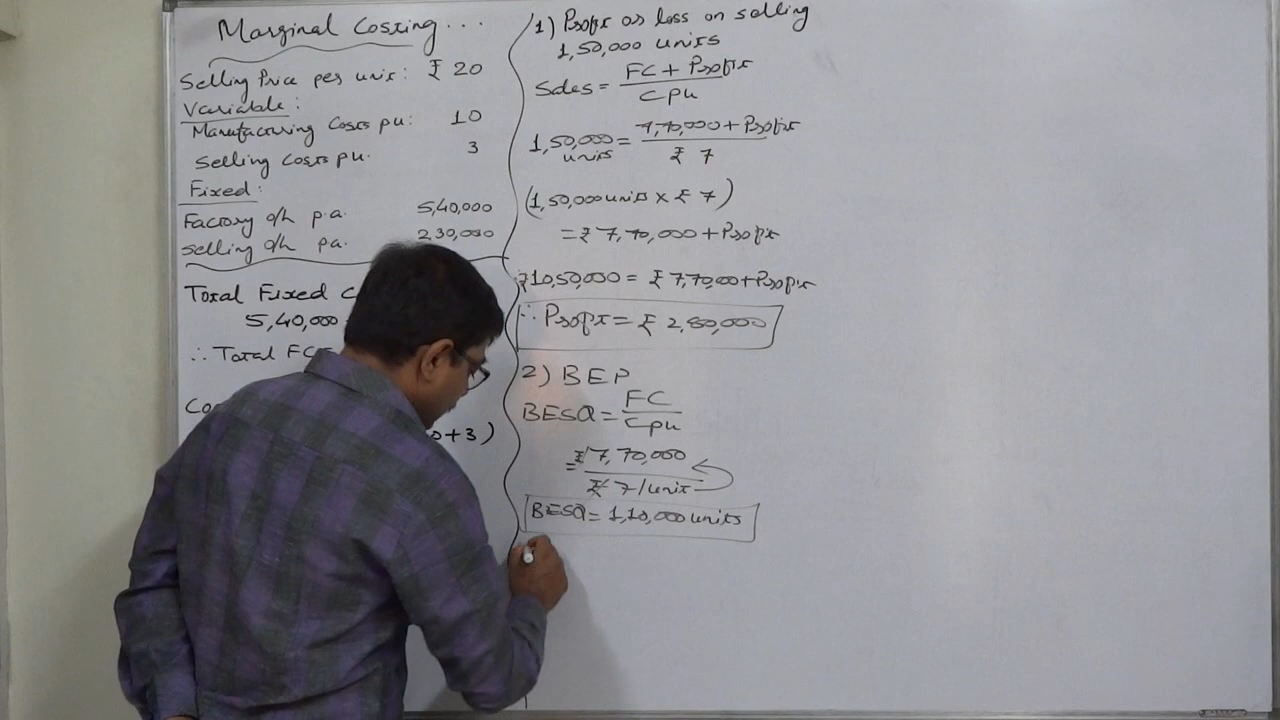 Marginal Costing...
Selling Price per unit: ₹ 20
Variable:
Manufacturing Costs pu: 10
Selling Costs pu. 3
Fixed:
Factory o/h p.a. 5,40,000
Selling o/h pa. 2,30,000
Total Fixed C
5,40,000
∴ Total FC
Co
0+3)
1) Profit or loss on selling
1,50,000 units
Sales = FC + Profit
Cpu
1,50,000 units = 7,70,000 + Profit
₹ 7
(1,50,000 units x ₹ 7)
= ₹ 7,70,000 + Profit
₹10,50,000 = ₹ 7,70,00+Profit
∴ Profit = ₹ 2,80,000
2) BEP
BESQ = FC
Cpu
= ₹ 7,70,000
₹ 7/unit
BESQ = 1,10,000 units